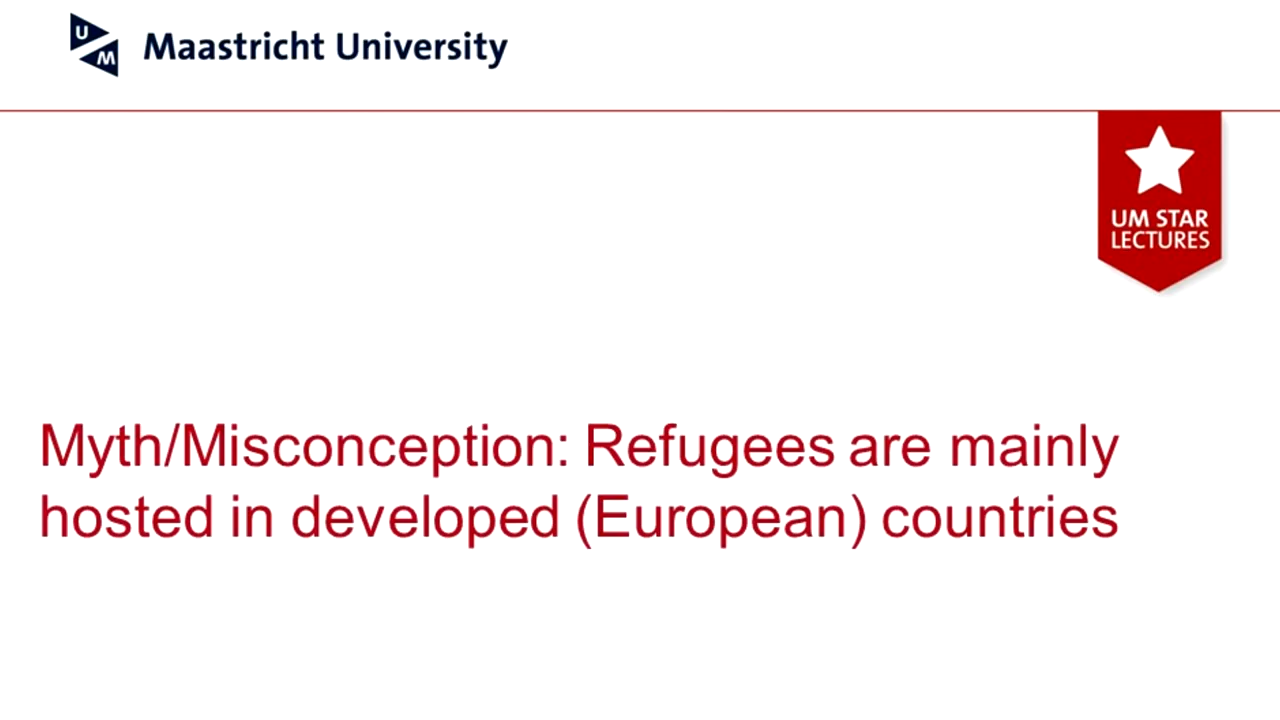 UM
Maastricht University
UM STAR
LECTURES
Myth/Misconception: Refugees are mainly
hosted in developed (European) countries